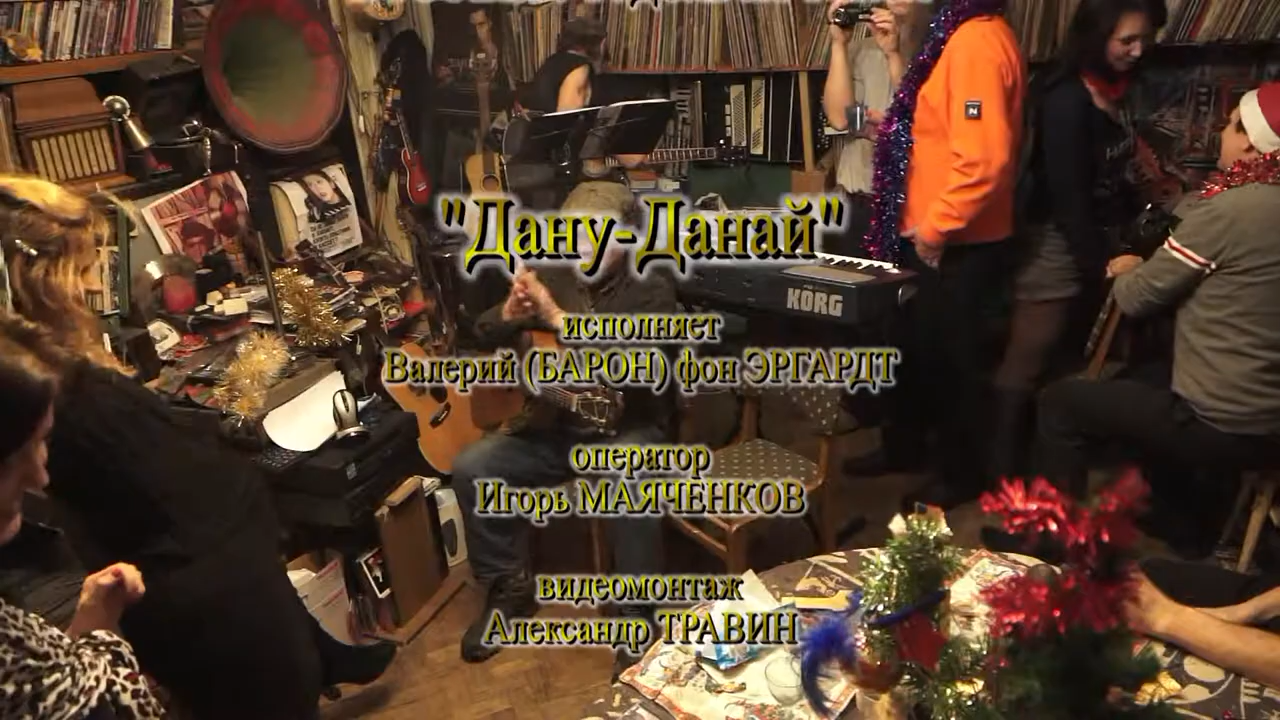 "Дану-Данай"
исполняет
Валерий (БАРОН) фон ЭРГАРДТ
оператор
Игорь МАЯЧЕНКОВ
видеомонтаж
Александр ТРАВИН
KORG
N